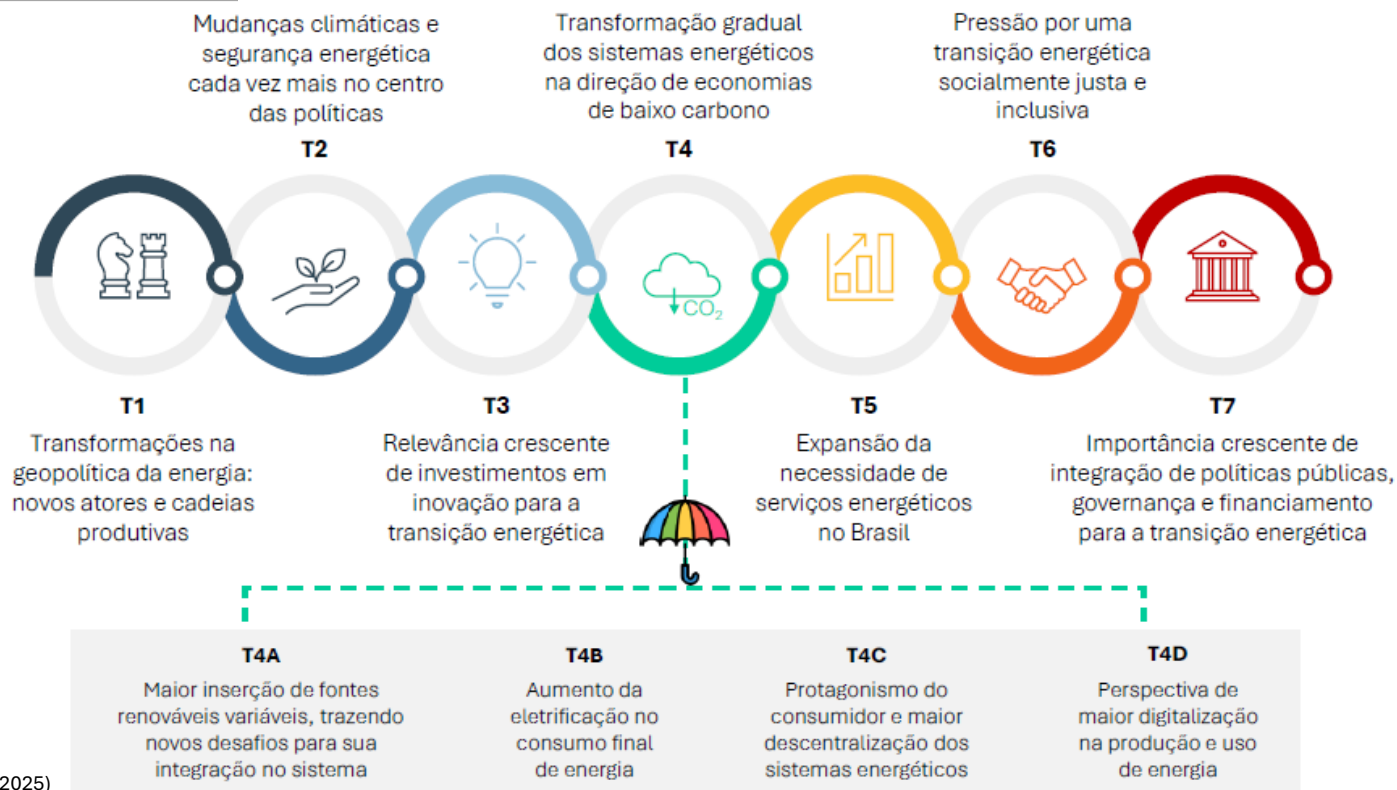 Mudanças climáticas e
segurança energética
cada vez mais no centro
das políticas
T2
Transformação gradual
dos sistemas energéticos
na direção de economias
de baixo carbono
T4
Pressão por uma
transição energética
socialmente justa e
inclusiva
T6
CO₂
T1
Transformações na
geopolítica da energia:
novos atores e cadeias
produtivas
T3
Relevância crescente
de investimentos em
inovação para a
transição energética
T5
Expansão da
necessidade de
serviços energéticos
no Brasil
T7
Importância crescente de
integração de políticas públicas,
governança e financiamento
para a transição energética
T4A
Maior inserção de fontes
renováveis variáveis, trazendo
novos desafios para sua
integração no sistema
T4B
Aumento da
eletrificação no
consumo final
de energia
T4C
Protagonismo do
consumidor e maior
descentralização dos
sistemas energéticos
T4D
Perspectiva de
maior digitalização
na produção e uso
de energia
2025)